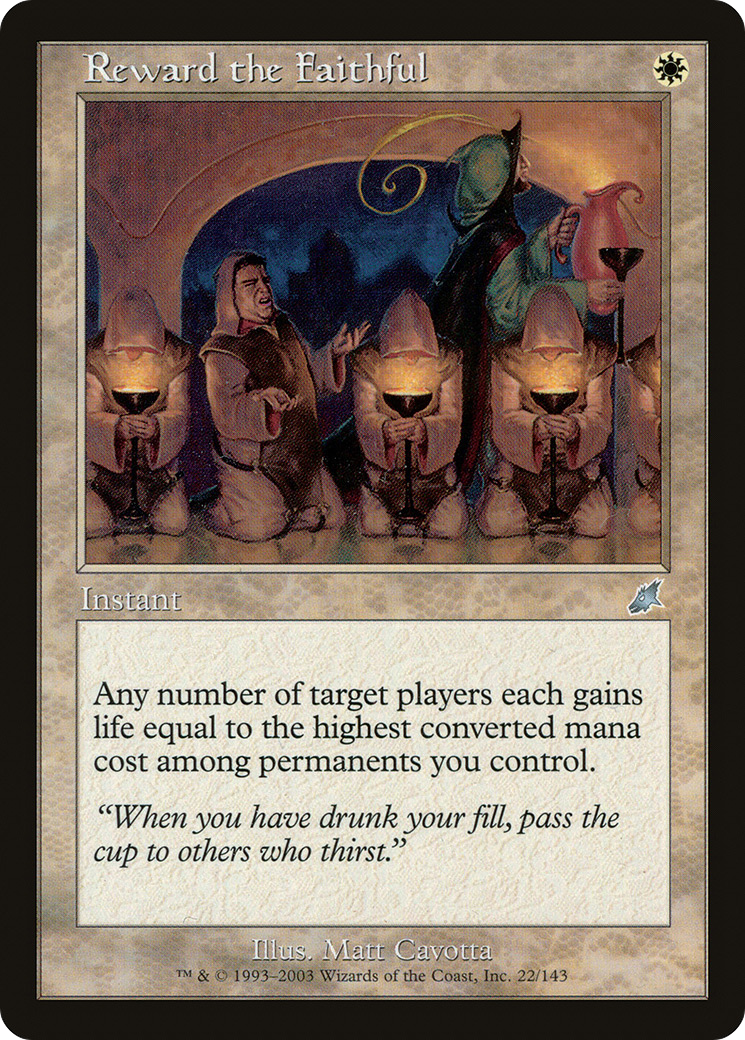 Reward the Faithful
Instant
Any number of target players each gains
life equal to the highest converted mana
cost among permanents you control.
“When you have drunk your fill, pass the
cup to others who thirst.”
Illus. Matt Cavotta
™ & © 1993–2003 Wizards of the Coast, Inc. 22/143